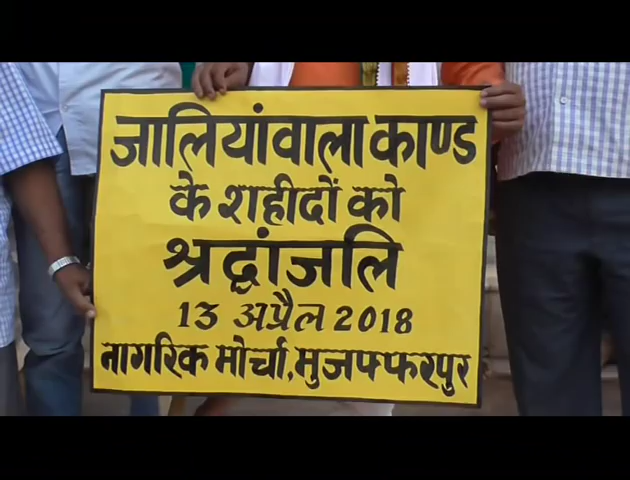 जालियांवाला काण्ड
के शहीदों को
श्रद्वांजलि
13 अप्रैल 2018
नागरिक मोर्चा,मुजफ्फरपुर